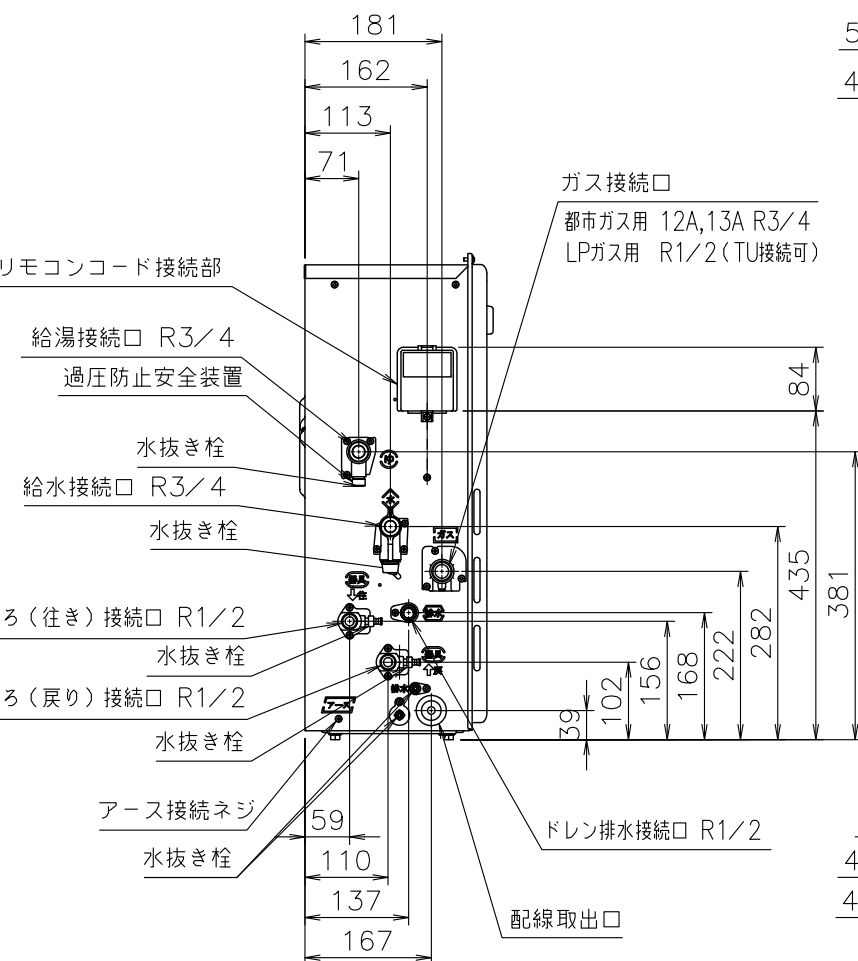 181
162
113
71
ガス接続口
都市ガス用 12A,13A R3/4
LPガス用 R1/2(TU接続可)
リモコンコード接続部
給湯接続口 R3/4
過圧防止安全装置
水抜き栓
給水接続口 R3/4
水抜き栓
ろ(往き)接続口 R1/2
水抜き栓
ろ(戻り)接続口 R1/2
水抜き栓
アース接続ネジ
水抜き栓
ガス
アース
排水
84
435
381
282
222
168
156
102
39
59
110
137
167
ドレン排水接続口 R1/2
配線取出口
5
4
4
4